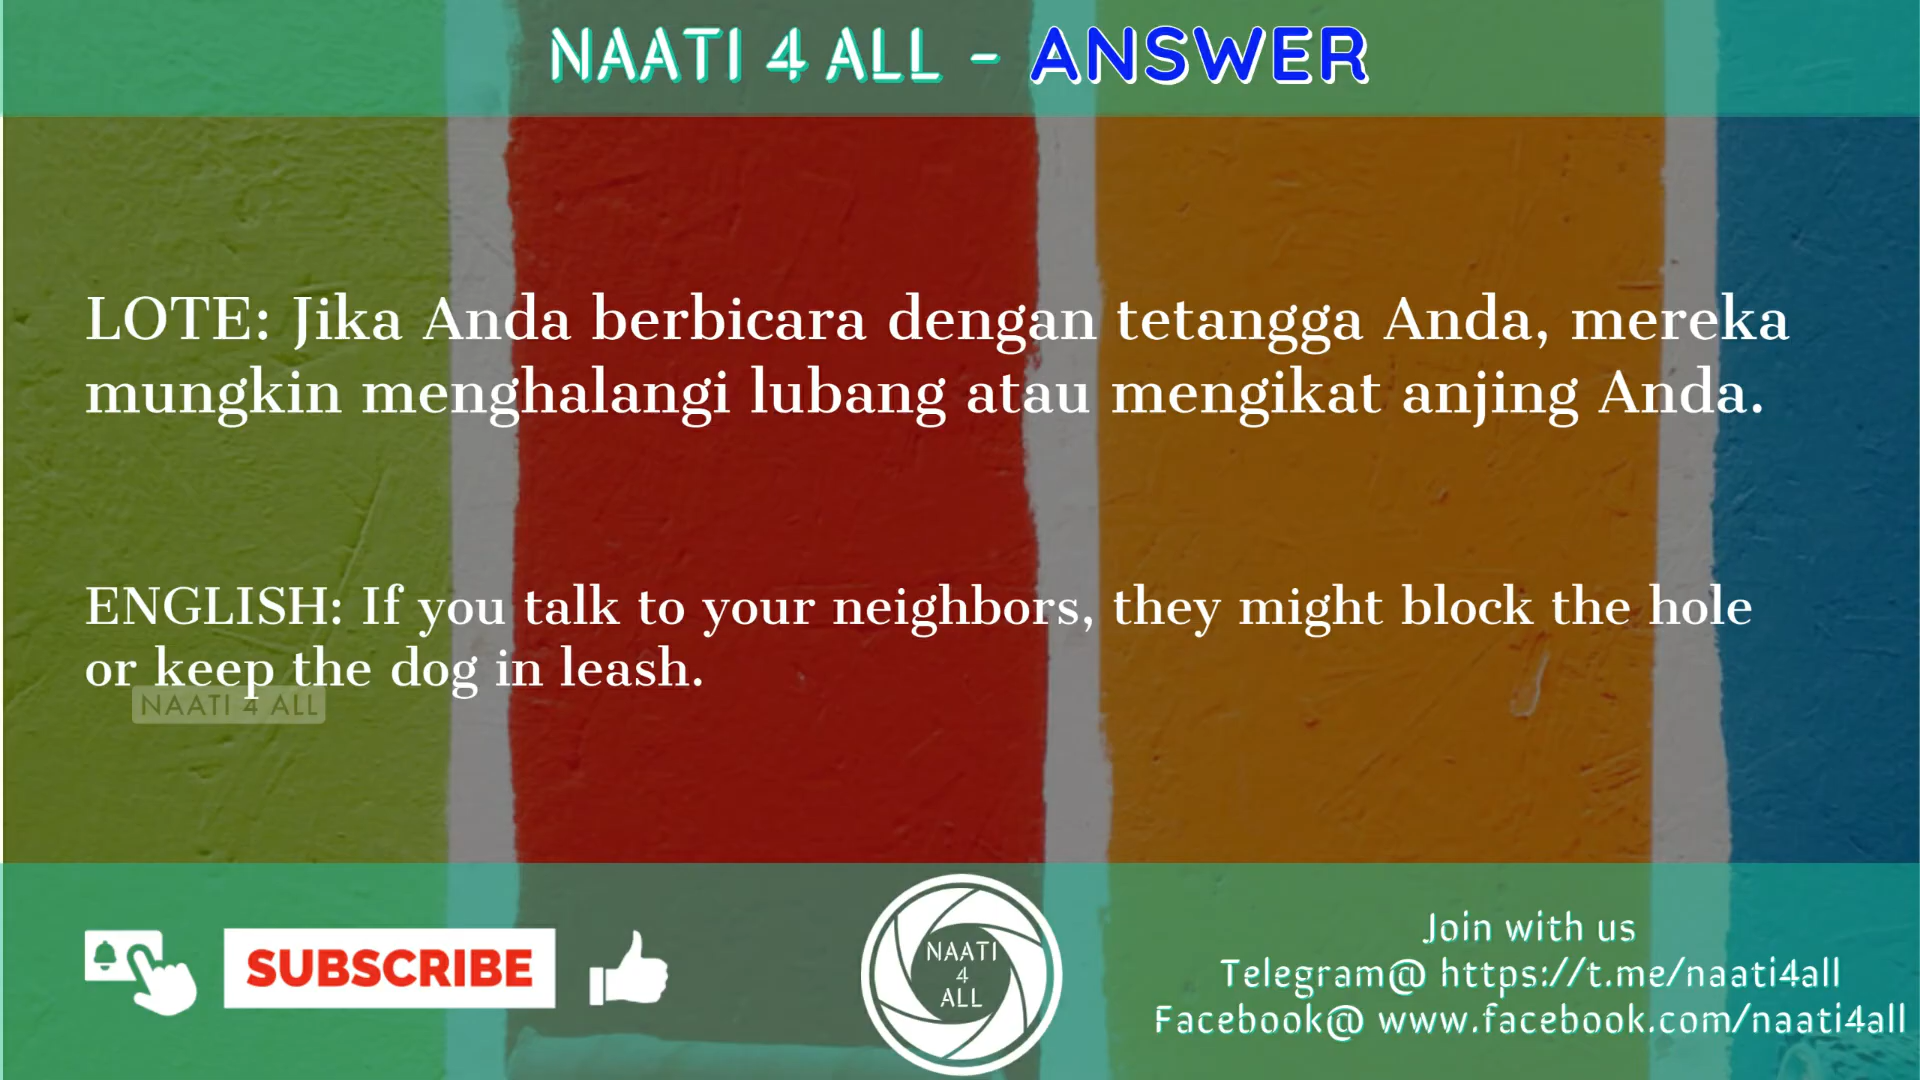 NAATI 4 ALL - ANSWER
LOTE: Jika Anda berbicara dengan tetangga Anda, mereka
mungkin menghalangi lubang atau mengikat anjing Anda.
ENGLISH: If you talk to your neighbors, they might block the hole
or keep the dog in leash.
NAATI 4 ALL
SUBSCRIBE
NAATI
4
ALL
Join with us
Telegram@ https://t.me/naati4all
Facebook@ www.facebook.com/naati4all